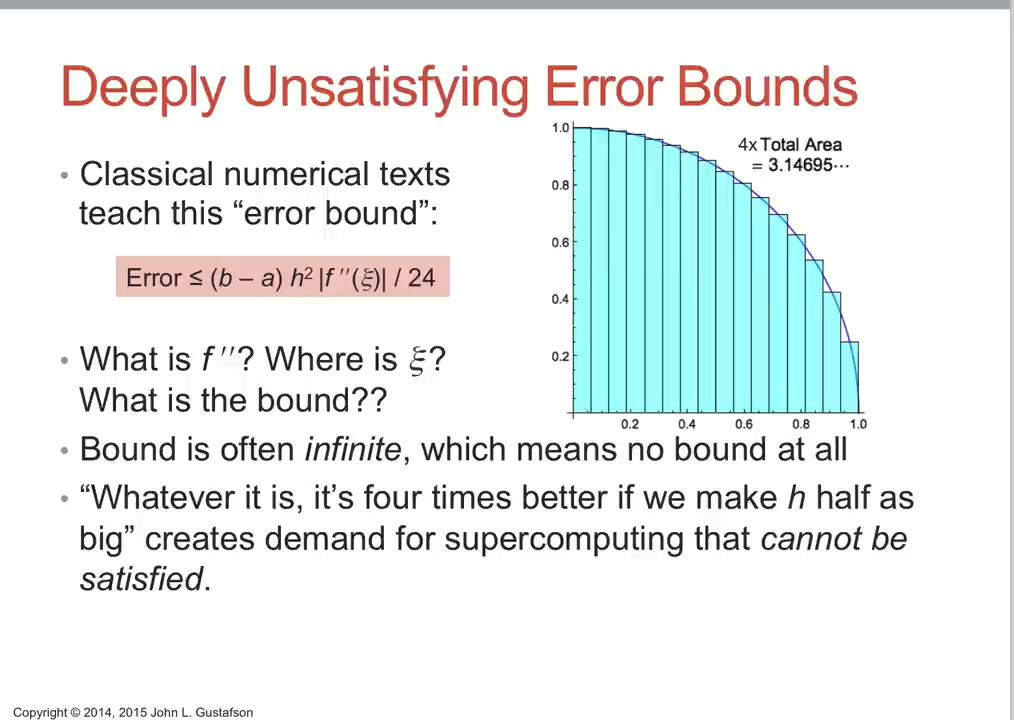 Deeply Unsatisfying Error Bounds
• Classical numerical texts
teach this “error bound”:
Error ≤ (b – a) h² |f ′′(ξ)| / 24
• What is f ′′? Where is ξ?
What is the bound??
• Bound is often infinite, which means no bound at all
• “Whatever it is, it’s four times better if we make h half as
big” creates demand for supercomputing that cannot be
satisfied.
4x Total Area
= 3.14695···
1.0
0.8
0.6
0.4
0.2
0.2 0.4 0.6 0.8 1.0
Copyright © 2014, 2015 John L. Gustafson